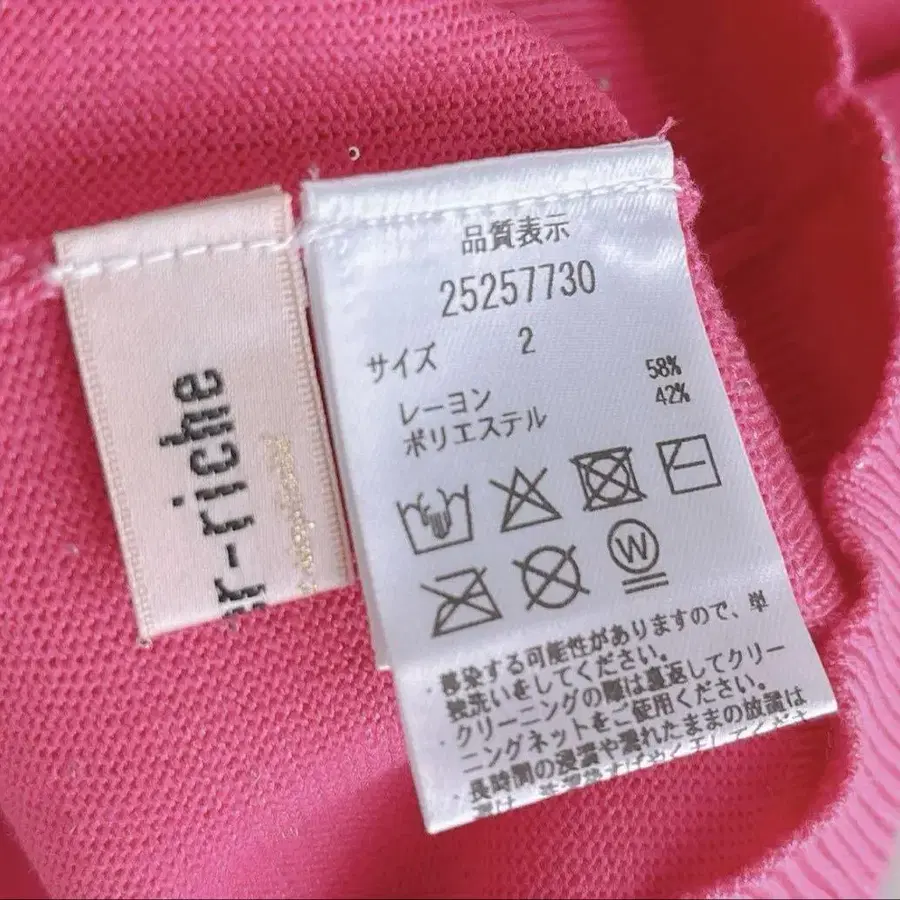 r-riche
品質表示
25257730
サイズ 2
レーヨン 58%
ポリエステル 42%
W
・移染する可能性がありますので、単
独洗いをしてください。
クリーニングの際は裏返してクリー
ニングネットをご使用ください。
・長時間の浸漬や濡れたままの放置は